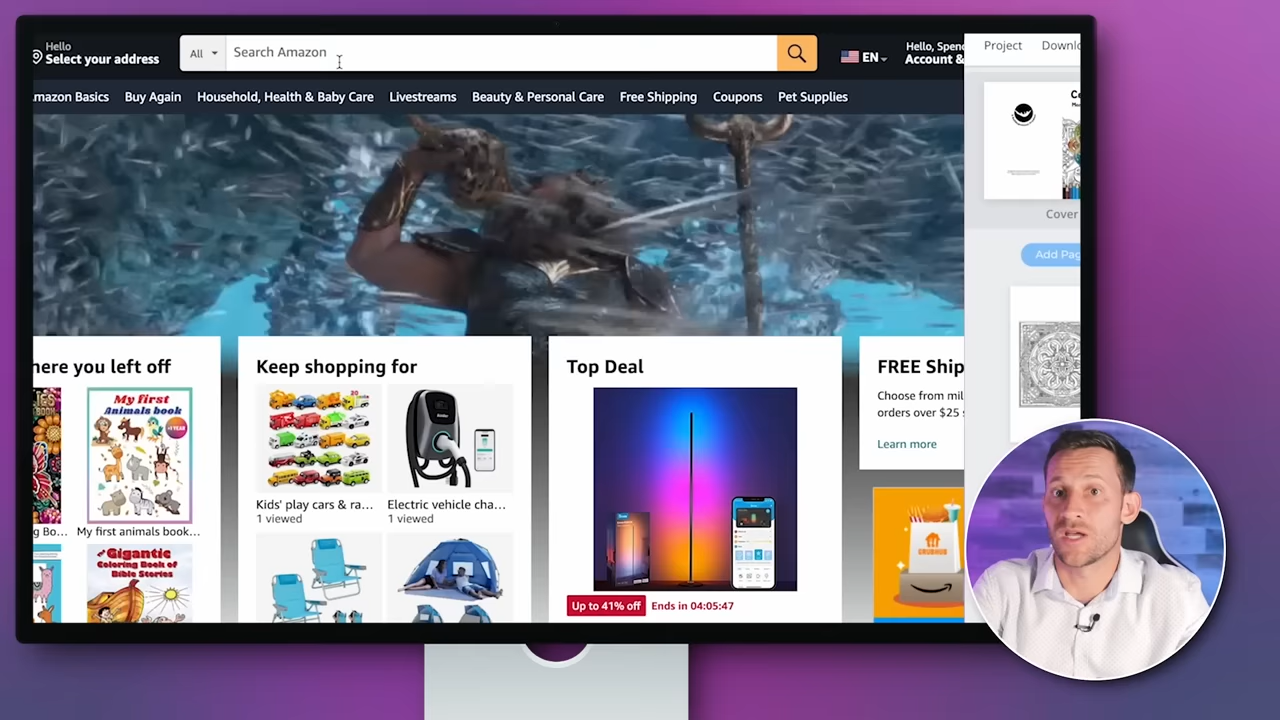 Hello
Select your address
All
Search Amazon
EN
Hello, Spenc
Account &
mazon Basics
Buy Again
Household, Health & Baby Care
Livestreams
Beauty & Personal Care
Free Shipping
Coupons
Pet Supplies
Project
Downlo
Cover
Add Pag
here you left off
My first
Animals book
My first animals book...
g Bo...
Gigantic
Coloring Book of
Bible Stories
Keep shopping for
Kids' play cars & ra...
1 viewed
Electric vehicle cha...
1 viewed
Top Deal
Up to 41% off
Ends in 04:05:47
FREE Ship
Choose from mil
orders over $25 s
Learn more
GRUBHUB